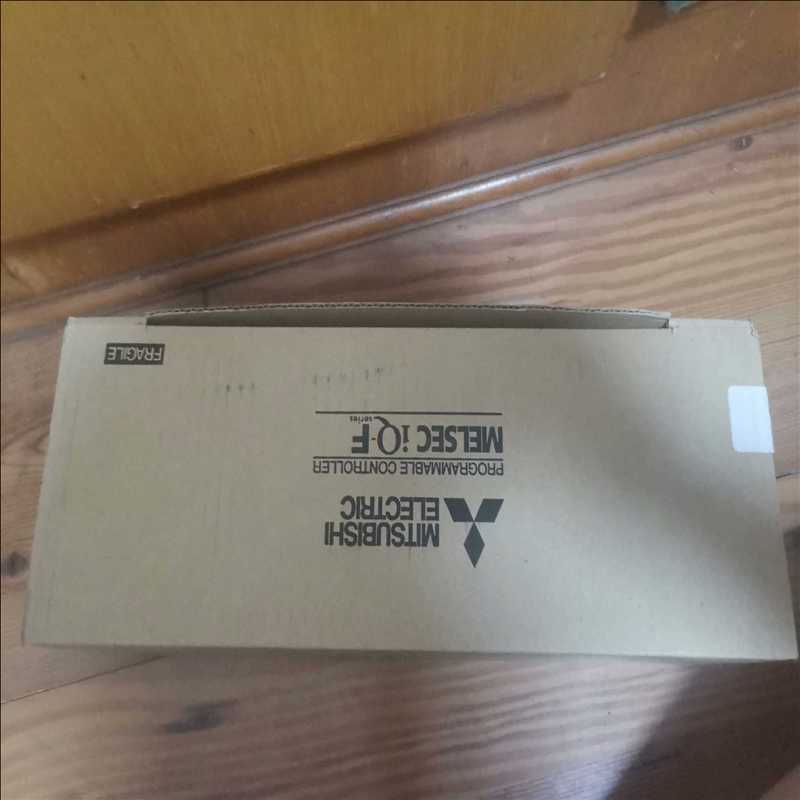 MITSUBISHI
ELECTRIC
PROGRAMMABLE CONTROLLER
MELSEC iQ-F
series
FRAGILE